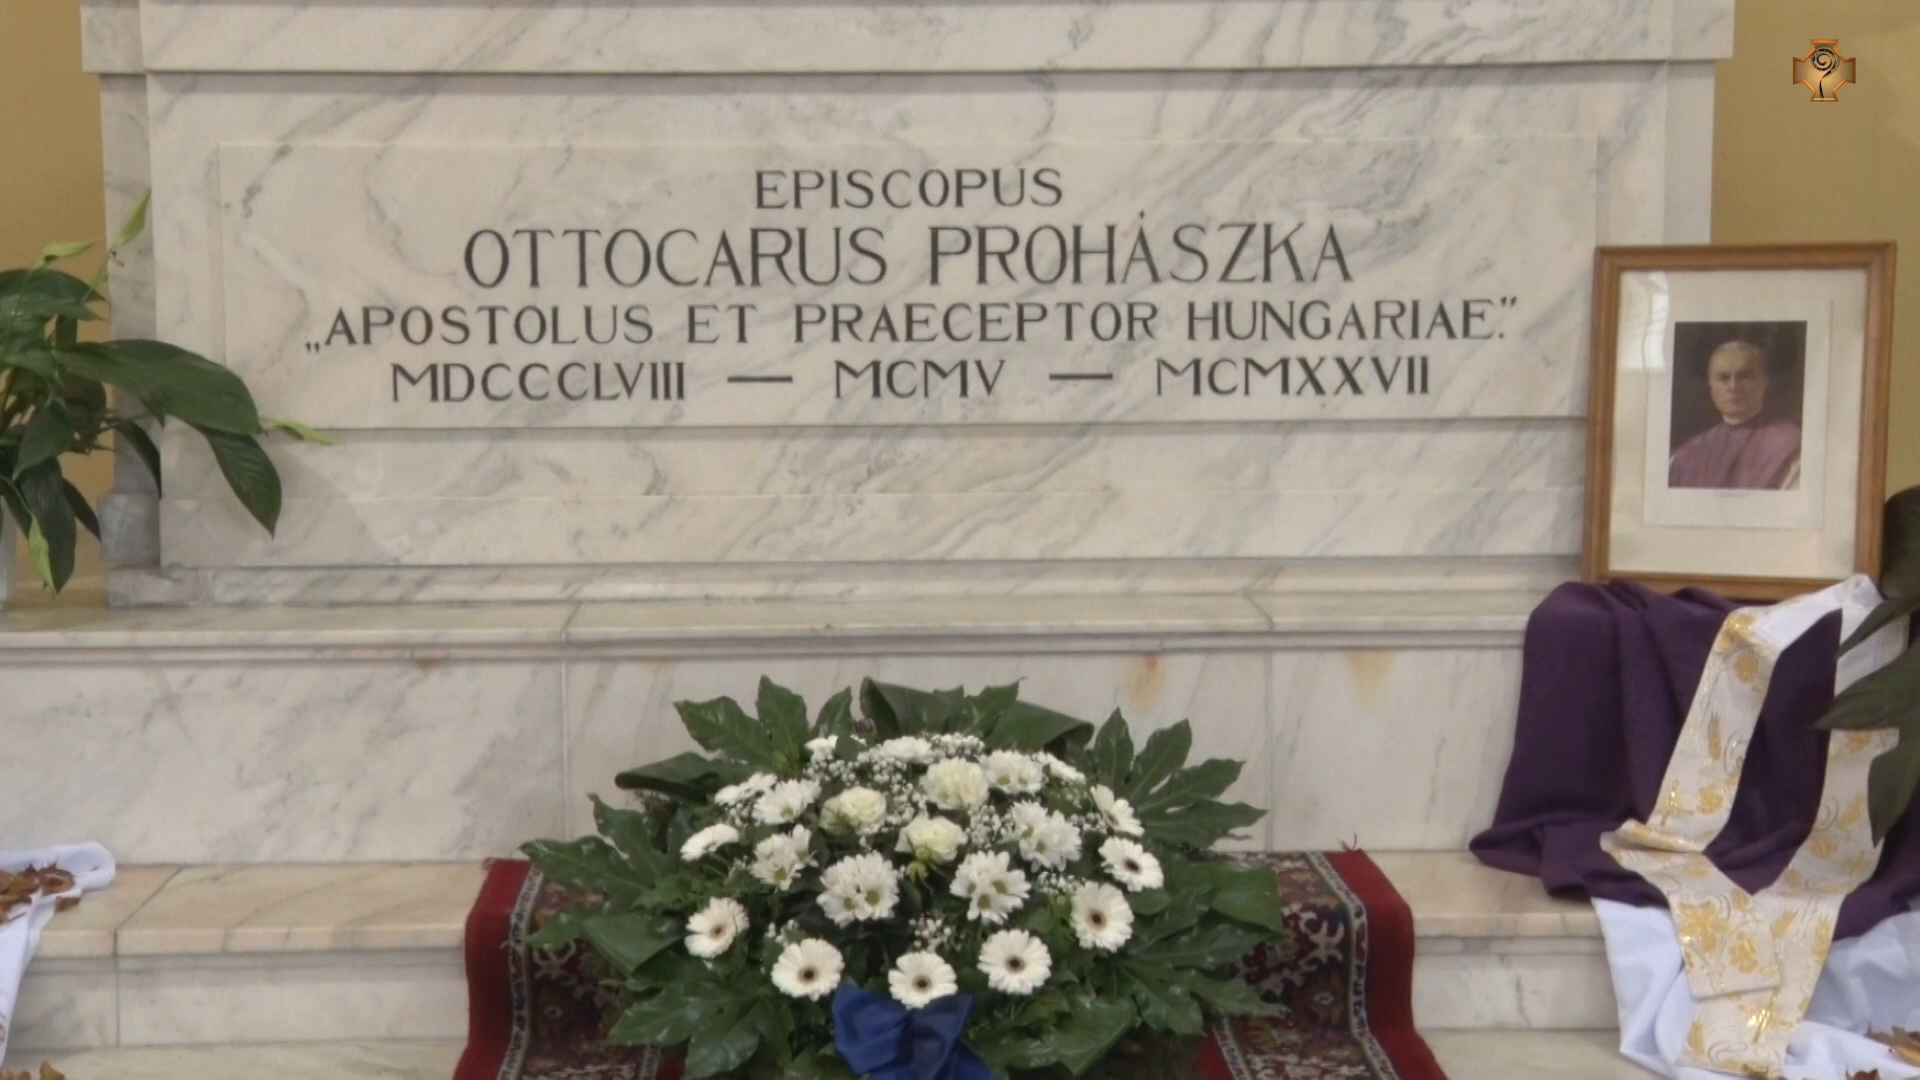 EPISCOPUS
OTTOCARUS PROHÁSZKA
„APOSTOLUS ET PRAECEPTOR HUNGARIAE."
MDCCCLVIII — MCMV — MCMXXVII